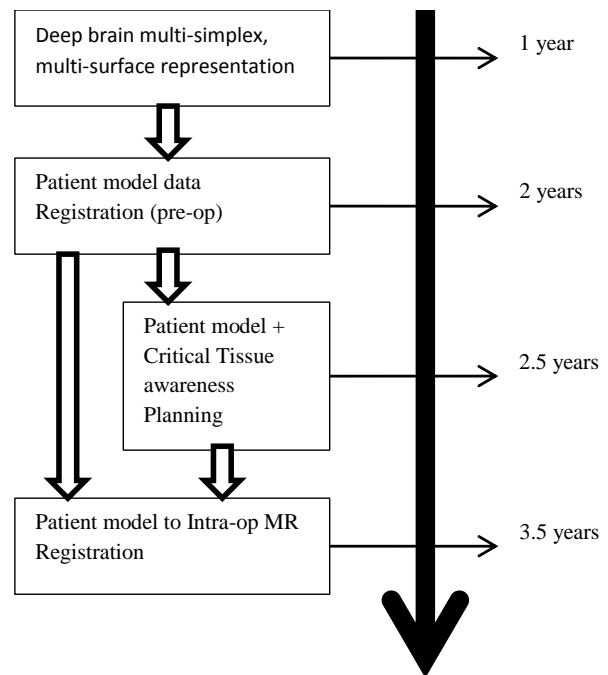 Deep brain multi-simplex,
multi-surface representation
1 year
Patient model data
Registration (pre-op)
2 years
Patient model +
Critical Tissue
awareness
Planning
2.5 years
Patient model to Intra-op MR
Registration
3.5 years